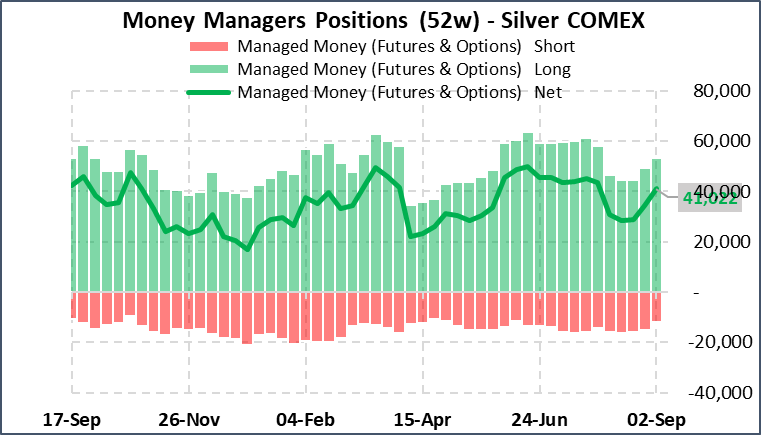 Money Managers Positions (52w) - Silver COMEX
Managed Money (Futures & Options) Short
Managed Money (Futures & Options) Long
Managed Money (Futures & Options) Net
80,000
60,000
40,000
41,022
20,000
-
-20,000
-40,000
17-Sep 26-Nov 04-Feb 15-Apr 24-Jun 02-Sep